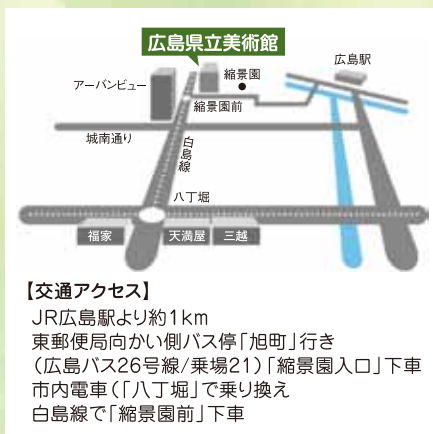 広島県立美術館
広島駅
縮景園
アーバンビュー
縮景園前
城南通り
白島線
八丁堀
福家
天満屋
三越
【交通アクセス】
JR広島駅より約1km
東郵便局向かい側バス停「旭町」行き
（広島バス26号線/乗場21）「縮景園入口」下車
市内電車（「八丁堀」で乗り換え
白島線で「縮景園前」下車